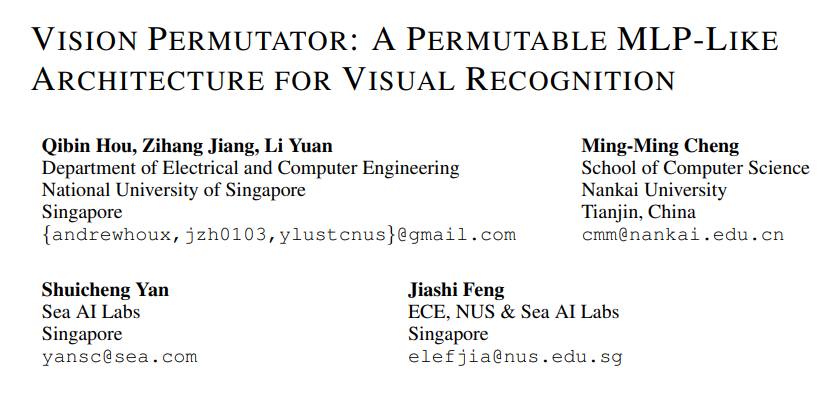 VISION PERMUTATOR: A PERMUTABLE MLP-LIKE
ARCHITECTURE FOR VISUAL RECOGNITION
Qibin Hou, Zihang Jiang, Li Yuan
Department of Electrical and Computer Engineering
National University of Singapore
Singapore
{andrewhoux,jzh0103,ylustcnus}@gmail.com
Ming-Ming Cheng
School of Computer Science
Nankai University
Tianjin, China
cmm@nankai.edu.cn
Shuicheng Yan
Sea AI Labs
Singapore
yansc@sea.com
Jiashi Feng
ECE, NUS & Sea AI Labs
Singapore
elefjia@nus.edu.sg